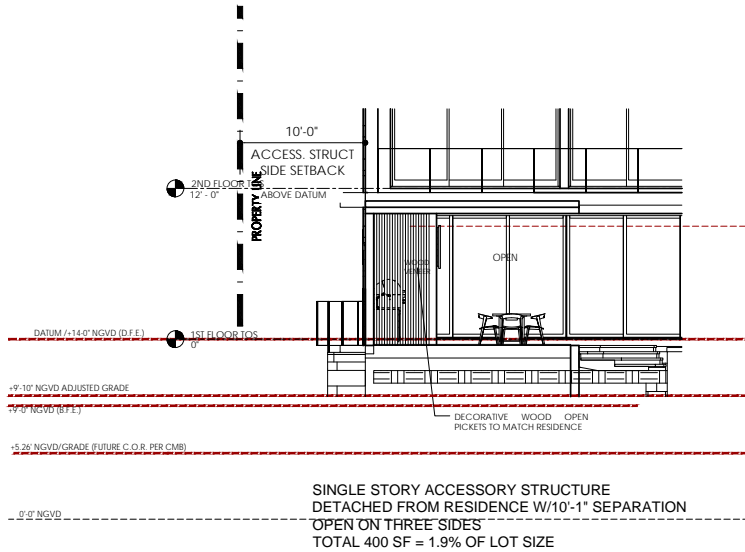 10'-0"
ACCESS. STRUCT
SIDE SETBACK
2ND FLOOR TOS
12' - 0"
ABOVE DATUM
PROPERTY LINE
WOOD
VENEER
OPEN
DATUM /+14-0" NGVD (D.F.E.)
1ST FLOOR TOS
0"
+9'-10" NGVD ADJUSTED GRADE
+9'-0" NGVD (B.F.E.)
DECORATIVE WOOD OPEN
PICKETS TO MATCH RESIDENCE
+5.26' NGVD/GRADE (FUTURE C.O.R. PER CMB)
SINGLE STORY ACCESSORY STRUCTURE
DETACHED FROM RESIDENCE W/10'-1" SEPARATION
0'-0" NGVD
OPEN ON THREE SIDES
TOTAL 400 SF = 1.9% OF LOT SIZE